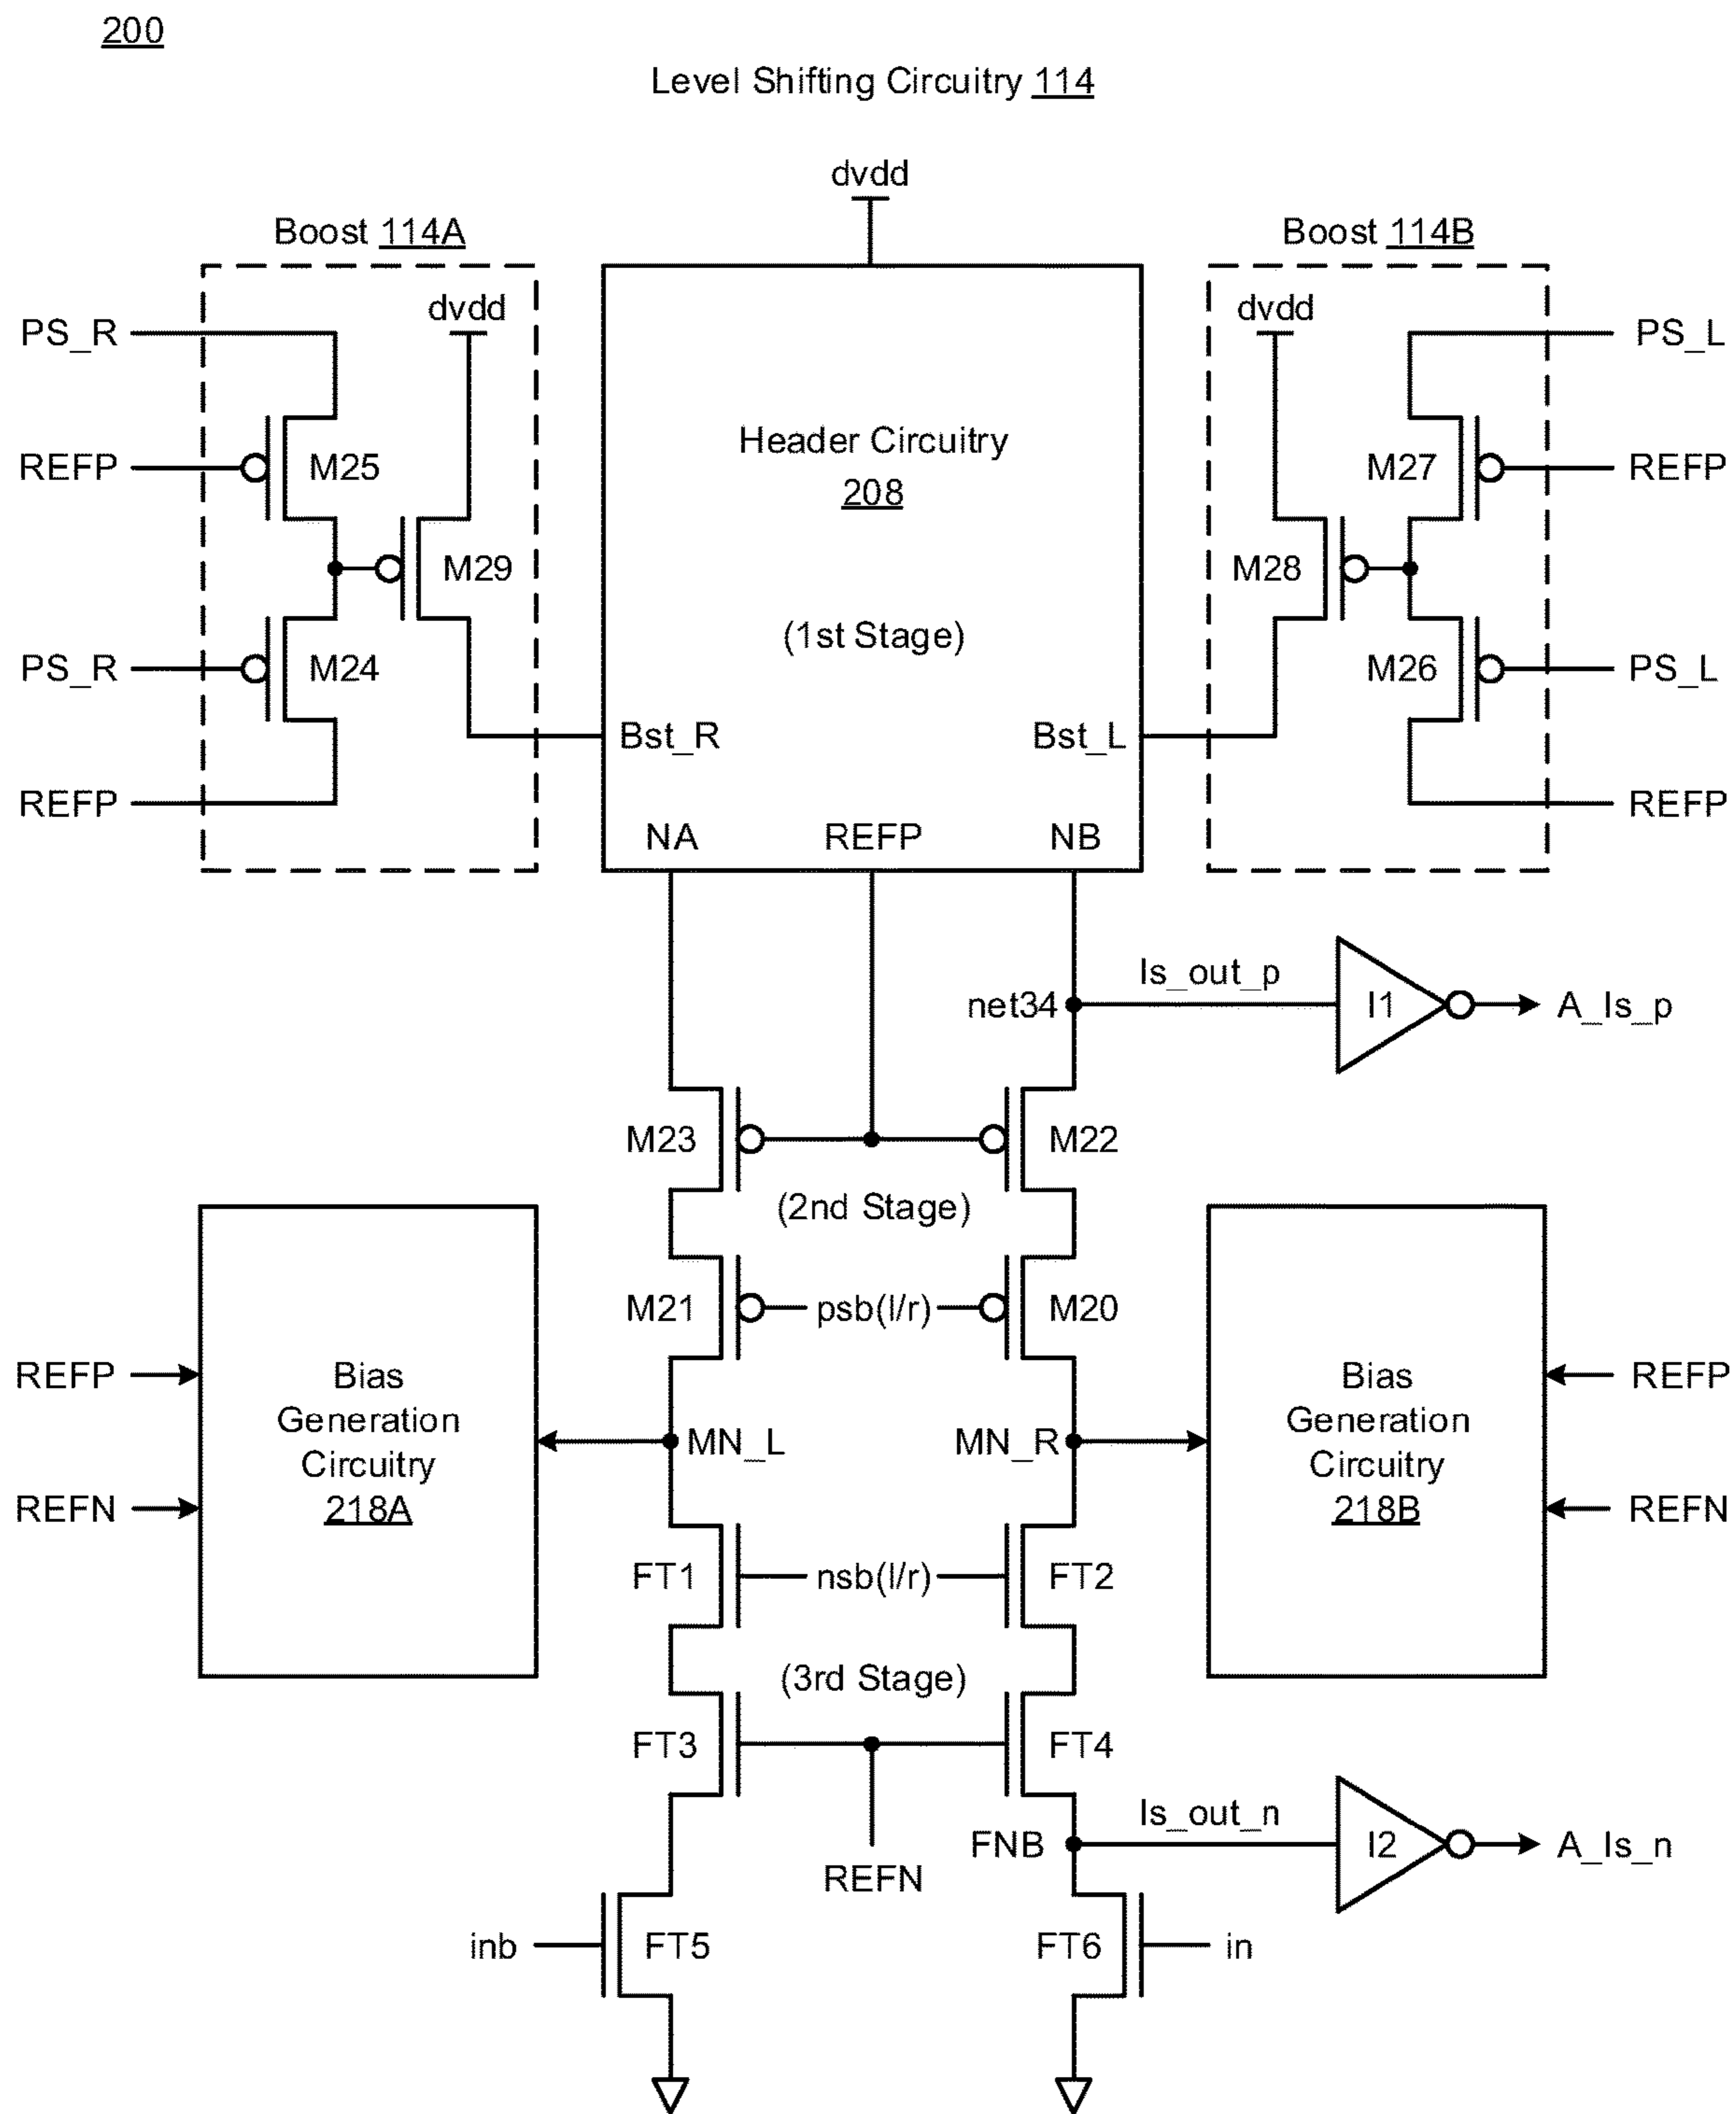 200
Level Shifting Circuitry 114
dvdd
Boost 114A
Boost 114B
dvdd
dvdd
PS_R
PS_L
Header Circuitry
208
REFP
M25
M27
REFP
M29
M28
(1st Stage)
PS_R
M24
M26
PS_L
Bst_R
Bst_L
REFP
REFP
NA
REFP
NB
ls_out_p
net34
I1
A_ls_p
M23
M22
(2nd Stage)
M21
psb(l/r)
M20
REFP
Bias
Generation
Circuitry
218A
Bias
Generation
Circuitry
218B
REFP
MN_L
MN_R
REFN
REFN
FT1
nsb(l/r)
FT2
(3rd Stage)
FT3
FT4
ls_out_n
FNB
I2
A_ls_n
REFN
inb
FT5
FT6
in